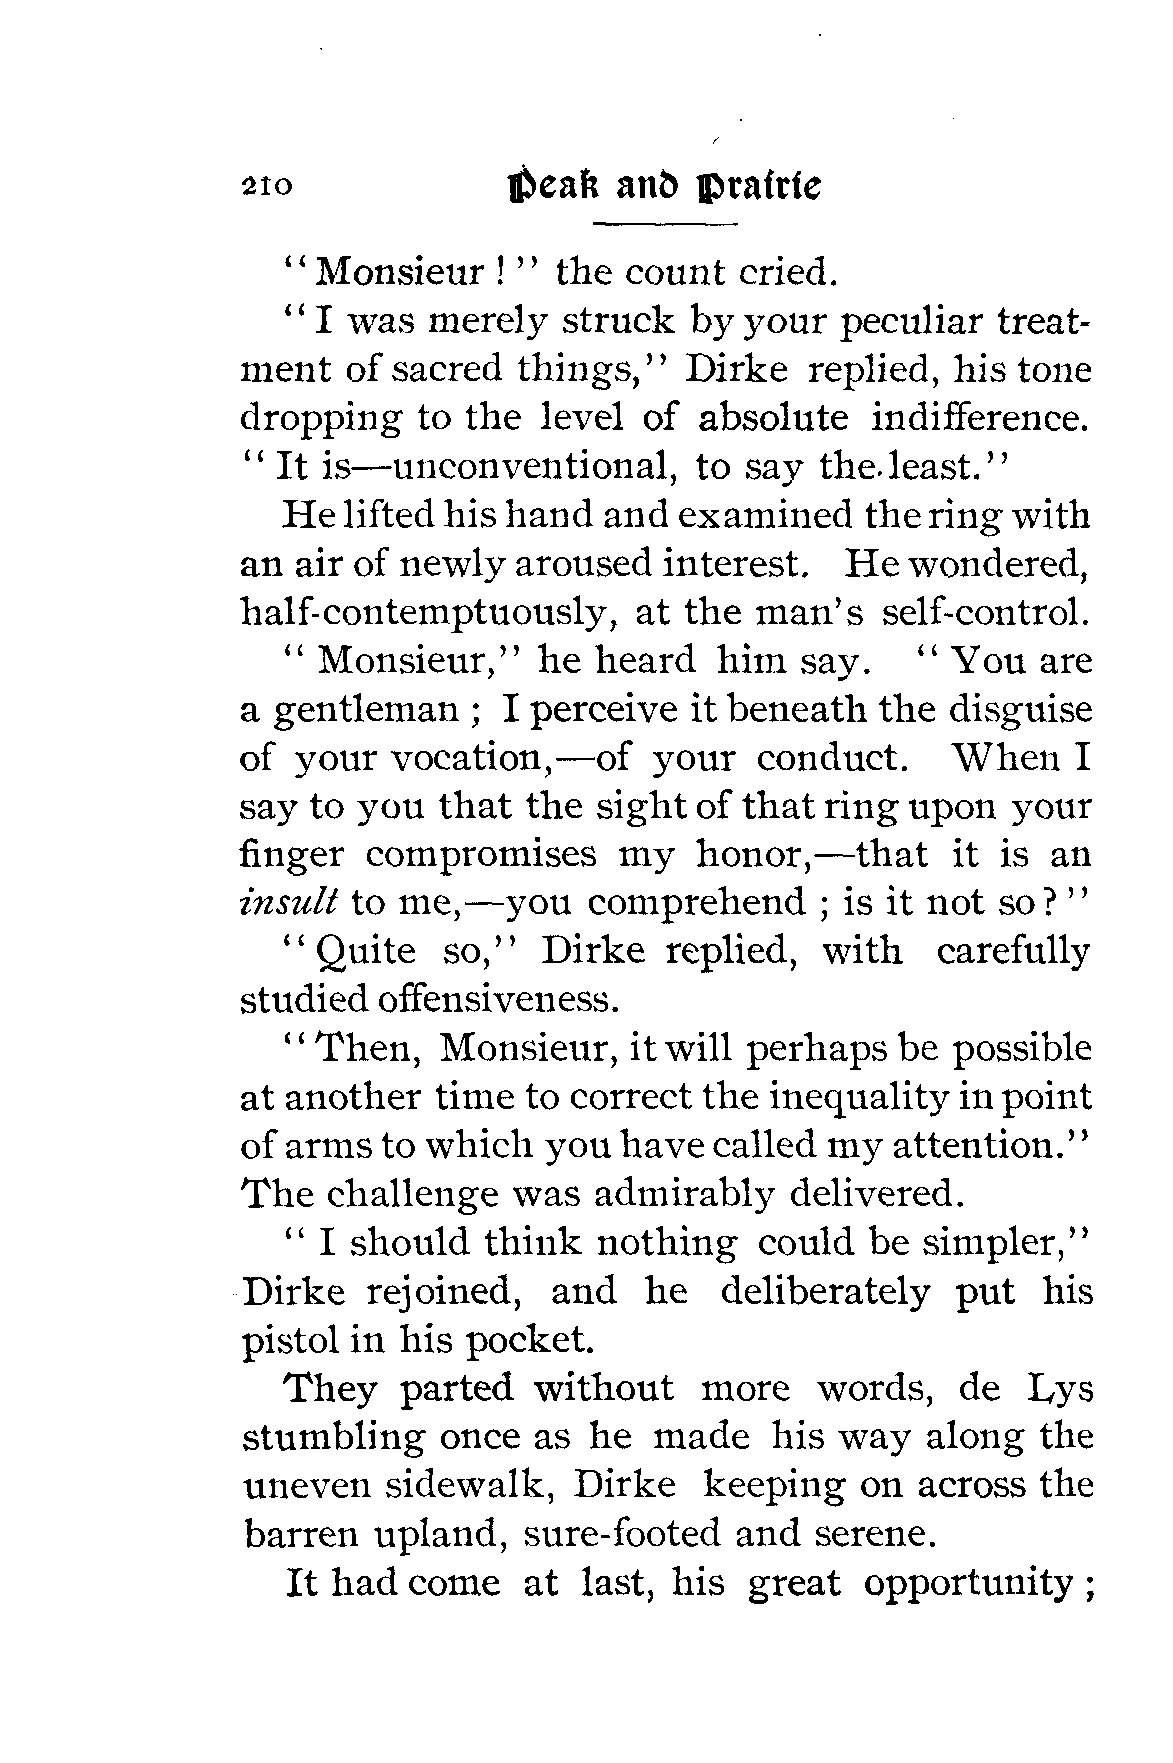 210 Peak and Prairie
"Monsieur!" the count cried.
"I was merely struck by your peculiar treat-
ment of sacred things," Dirke replied, his tone
dropping to the level of absolute indifference.
"It is—unconventional, to say the least."
He lifted his hand and examined the ring with
an air of newly aroused interest. He wondered,
half-contemptuously, at the man's self-control.
"Monsieur," he heard him say. "You are
a gentleman; I perceive it beneath the disguise
of your vocation,—of your conduct. When I
say to you that the sight of that ring upon your
finger compromises my honor,—that it is an
insult to me,—you comprehend; is it not so?"
"Quite so," Dirke replied, with carefully
studied offensiveness.
"Then, Monsieur, it will perhaps be possible
at another time to correct the inequality in point
of arms to which you have called my attention."
The challenge was admirably delivered.
"I should think nothing could be simpler,"
Dirke rejoined, and he deliberately put his
pistol in his pocket.
They parted without more words, de Lys
stumbling once as he made his way along the
uneven sidewalk, Dirke keeping on across the
barren upland, sure-footed and serene.
It had come at last, his great opportunity;